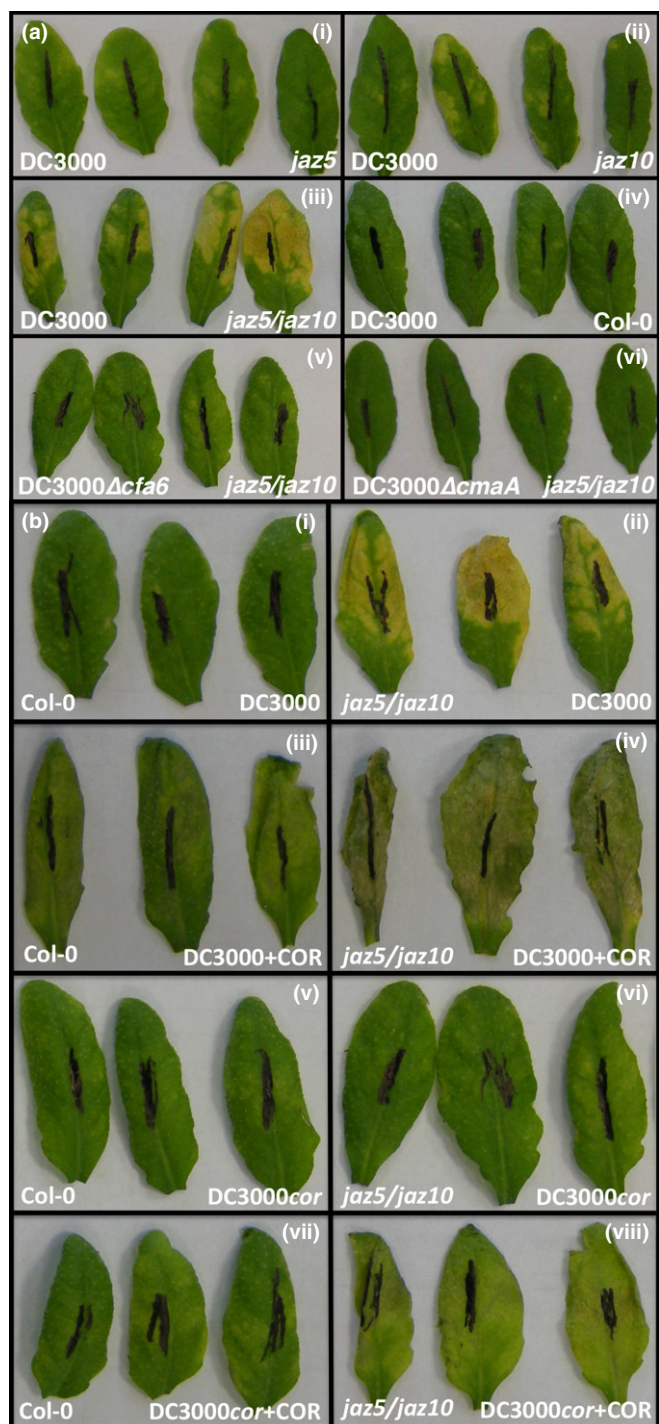 (a) (i) (ii)
DC3000 jaz5 DC3000 jaz10
(iii) (iv)
DC3000 jaz5/jaz10 DC3000 Col-0
(v) (vi)
DC3000Δcfa6 jaz5/jaz10 DC3000ΔcmaA jaz5/jaz10
(b) (i) (ii)
Col-0 DC3000 jaz5/jaz10 DC3000
(iii) (iv)
Col-0 DC3000+COR jaz5/jaz10 DC3000+COR
(v) (vi)
Col-0 DC3000cor jaz5/jaz10 DC3000cor
(vii) (viii)
Col-0 DC3000cor+COR jaz5/jaz10 DC3000cor+COR